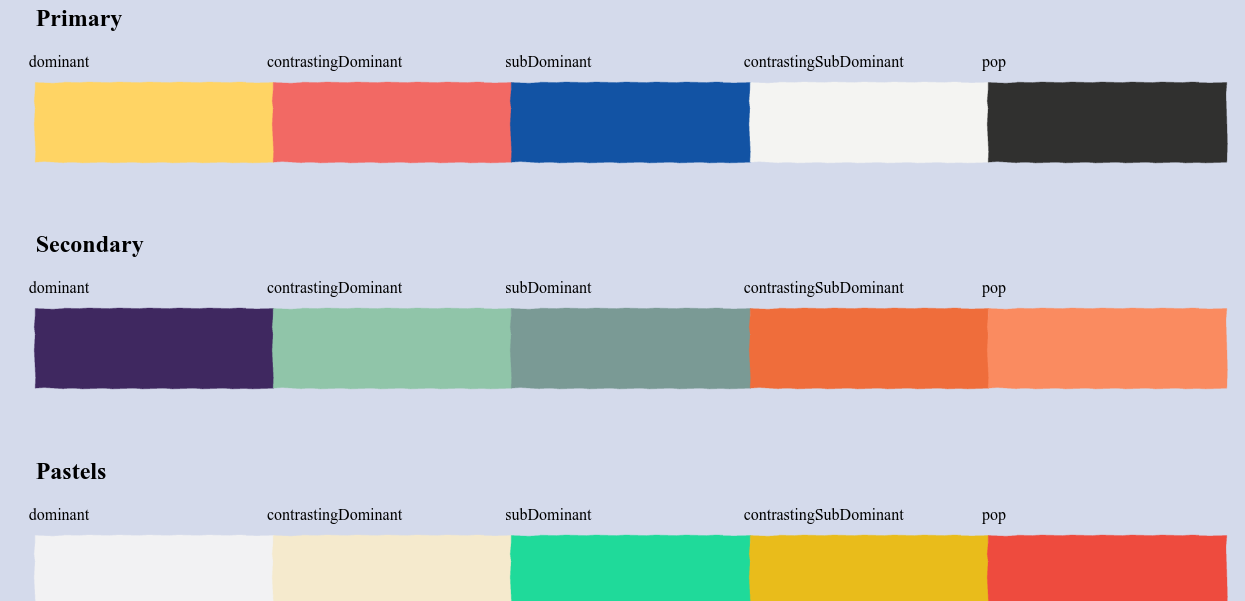 Primary
dominant contrastingDominant subDominant contrastingSubDominant pop
Secondary
dominant contrastingDominant subDominant contrastingSubDominant pop
Pastels
dominant contrastingDominant subDominant contrastingSubDominant pop